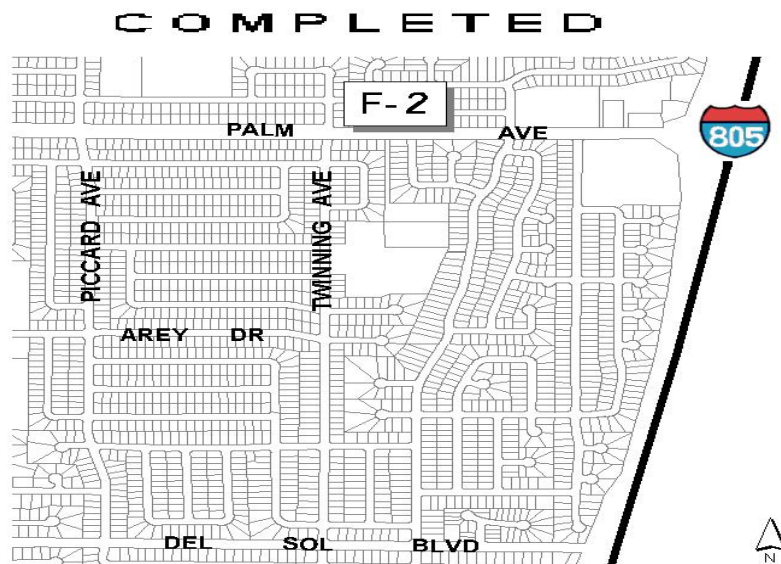 COMPLETED
F-2
PALM AVE
805
PICCARD AVE
TWINNING AVE
AREY DR
DEL SOL BLVD
N